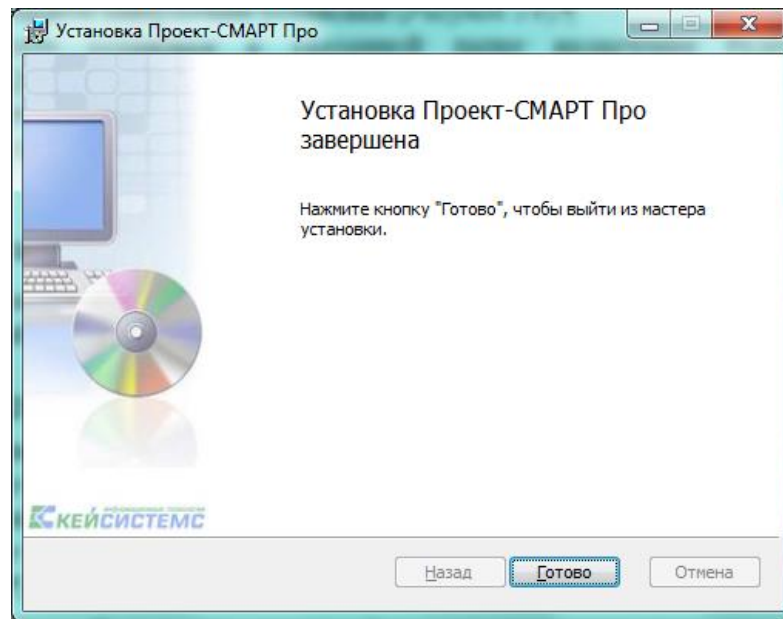 Установка Проект-СМАРТ Про
Установка Проект-СМАРТ Про
завершена
Нажмите кнопку "Готово", чтобы выйти из мастера
установки.
КЕЙСИСТЕМС
Назад
Готово
Отмена